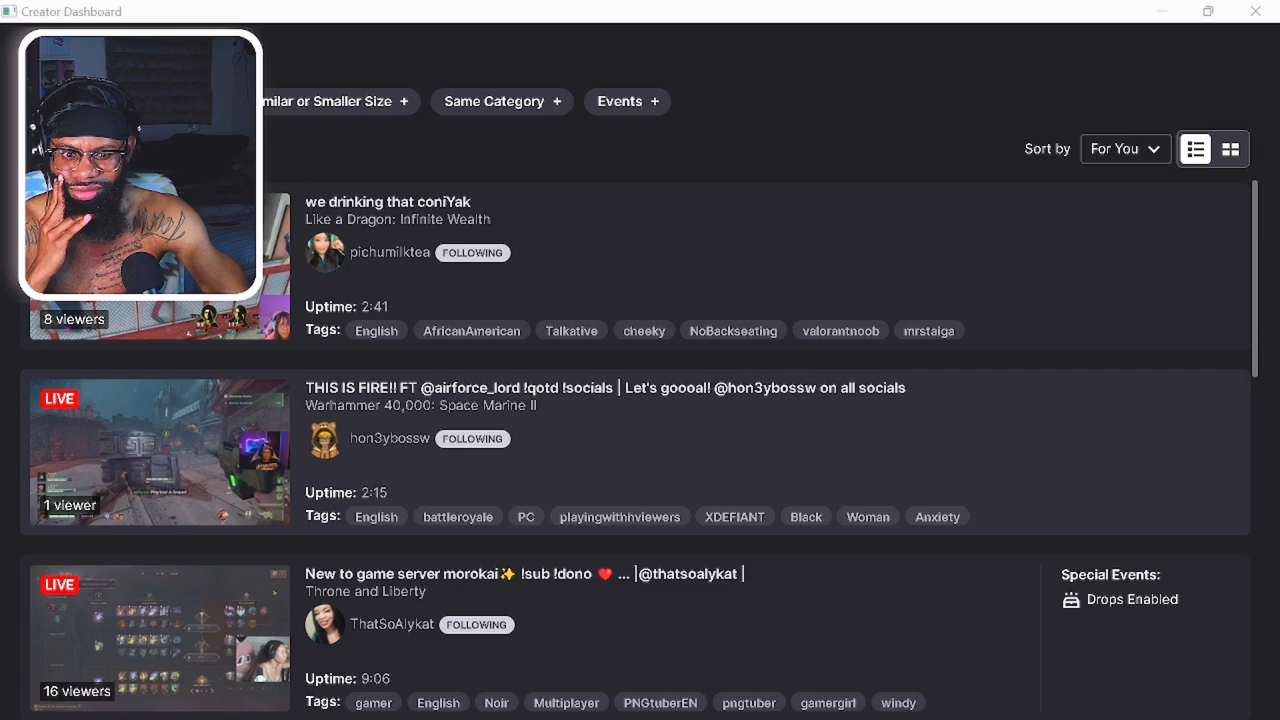 Creator Dashboard
milar or Smaller Size +
Same Category +
Events +
Sort by
For You
we drinking that coniYak
Like a Dragon: Infinite Wealth
pichumilktea FOLLOWING
Uptime: 2:41
Tags: English AfricanAmerican Talkative cheeky NoBackseating valorantnoob mrstaiga
8 viewers
LIVE
THIS IS FIRE!! FT @airforce_lord !qotd !socials | Let's goooal! @hon3ybossw on all socials
Warhammer 40,000: Space Marine II
hon3ybossw FOLLOWING
1 viewer
Uptime: 2:15
Tags: English battleroyale PC playingwithhviewers XDEFIANT Black Woman Anxiety
LIVE
New to game server morokai✨ !sub !dono ❤️ ... |@thatsoalykat |
Throne and Liberty
ThatSoAlykat FOLLOWING
Special Events:
Drops Enabled
16 viewers
Uptime: 9:06
Tags: gamer English Noir Multiplayer PNGtuberEN pngtuber gamergirl windy